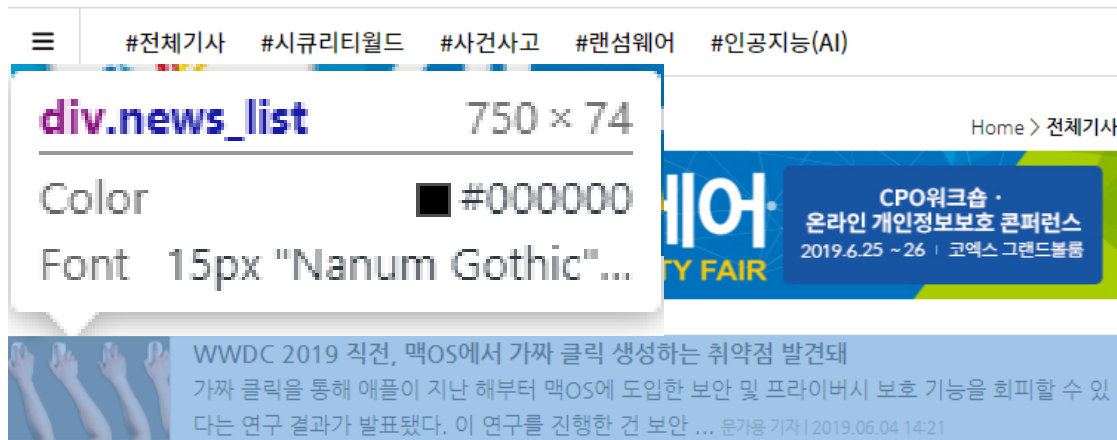 ☰ #전체기사 #시큐리티월드 #사건사고 #랜섬웨어 #인공지능(AI)
div.news_list 750 × 74
Color #000000
Font 15px "Nanum Gothic"...
Home > 전체기사
CPO워크숍 ·
온라인 개인정보보호 콘퍼런스
2019.6.25 ~ 26 | 코엑스 그랜드볼룸
어·
TY FAIR
WWDC 2019 직전, 맥OS에서 가짜 클릭 생성하는 취약점 발견돼
가짜 클릭을 통해 애플이 지난 해부터 맥OS에 도입한 보안 및 프라이버시 보호 기능을 회피할 수 있
다는 연구 결과가 발표됐다. 이 연구를 진행한 건 보안 ... 문가용 기자 | 2019.06.04 14:21